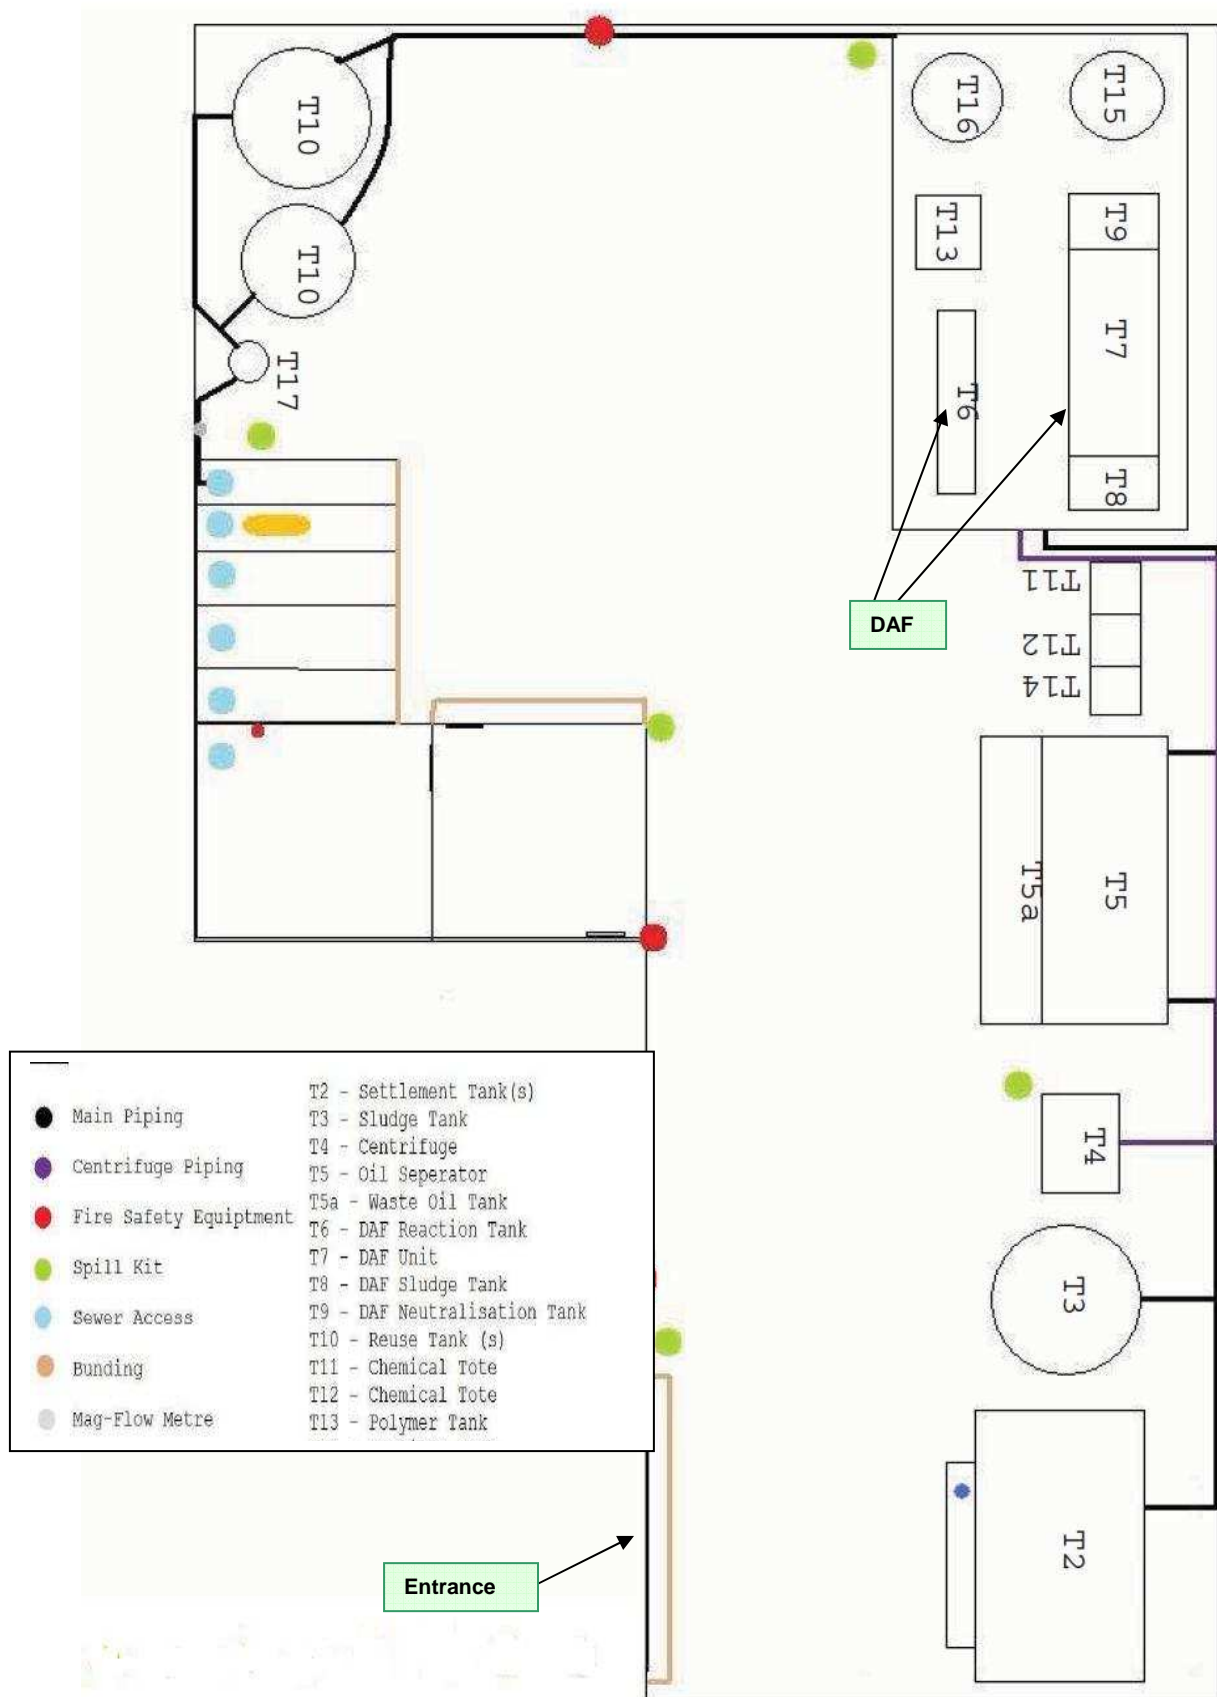 T10
T16
T15
T10
T13
T9
T7
T17
T6
T8
T11
DAF
T12
T14
T5a
T5
T4
T3
T2
Main Piping
Centrifuge Piping
Fire Safety Equiptment
Spill Kit
Sewer Access
Bunding
Mag-Flow Metre
T2 - Settlement Tank(s)
T3 - Sludge Tank
T4 - Centrifuge
T5 - Oil Seperator
T5a - Waste Oil Tank
T6 - DAF Reaction Tank
T7 - DAF Unit
T8 - DAF Sludge Tank
T9 - DAF Neutralisation Tank
T10 - Reuse Tank (s)
T11 - Chemical Tote
T12 - Chemical Tote
T13 - Polymer Tank
Entrance